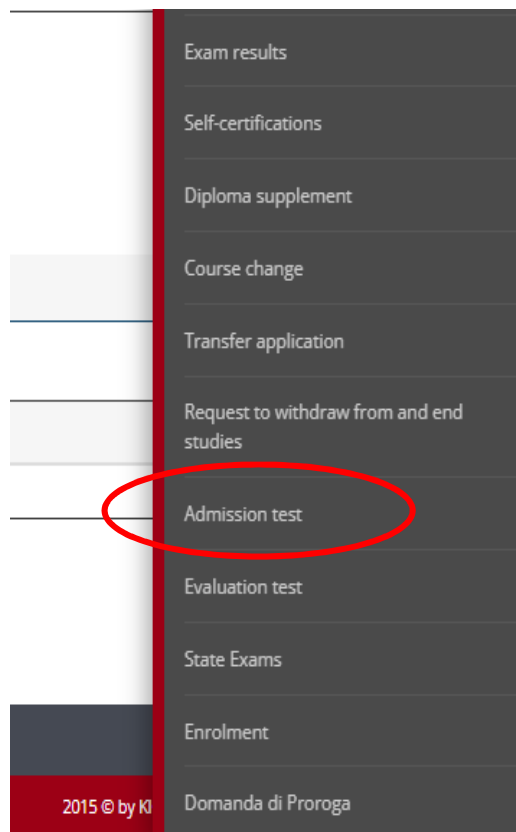 Exam results
Self-certifications
Diploma supplement
Course change
Transfer application
Request to withdraw from and end
studies
Admission test
Evaluation test
State Exams
Enrolment
Domanda di Proroga
2015 © by